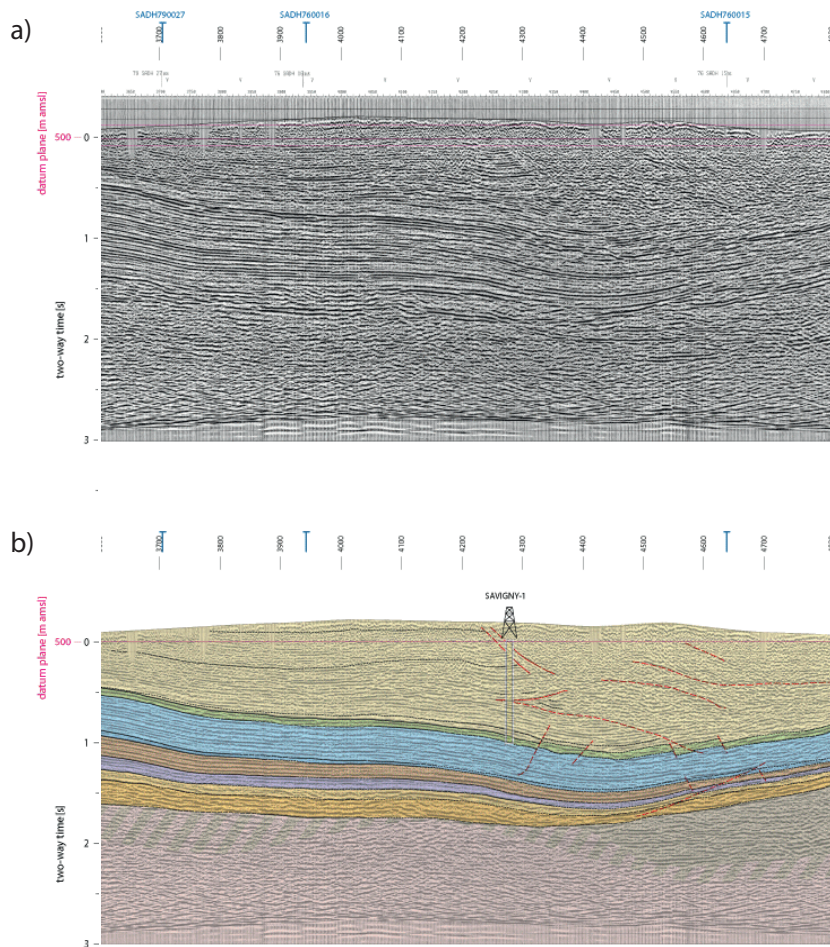 a)
SADH790027 SADH760016 SADH760015
3700 3800 3900 4000 4100 4200 4300 4400 4500 4600 4700
datum plane [m amsl]
500 0
1
two-way time [s]
2
3
b)
3700 3800 3900 4000 4100 4200 4300 4400 4500 4600 4700
SAVIGNY-1
datum plane [m amsl]
500 0
1
two-way time [s]
2
3